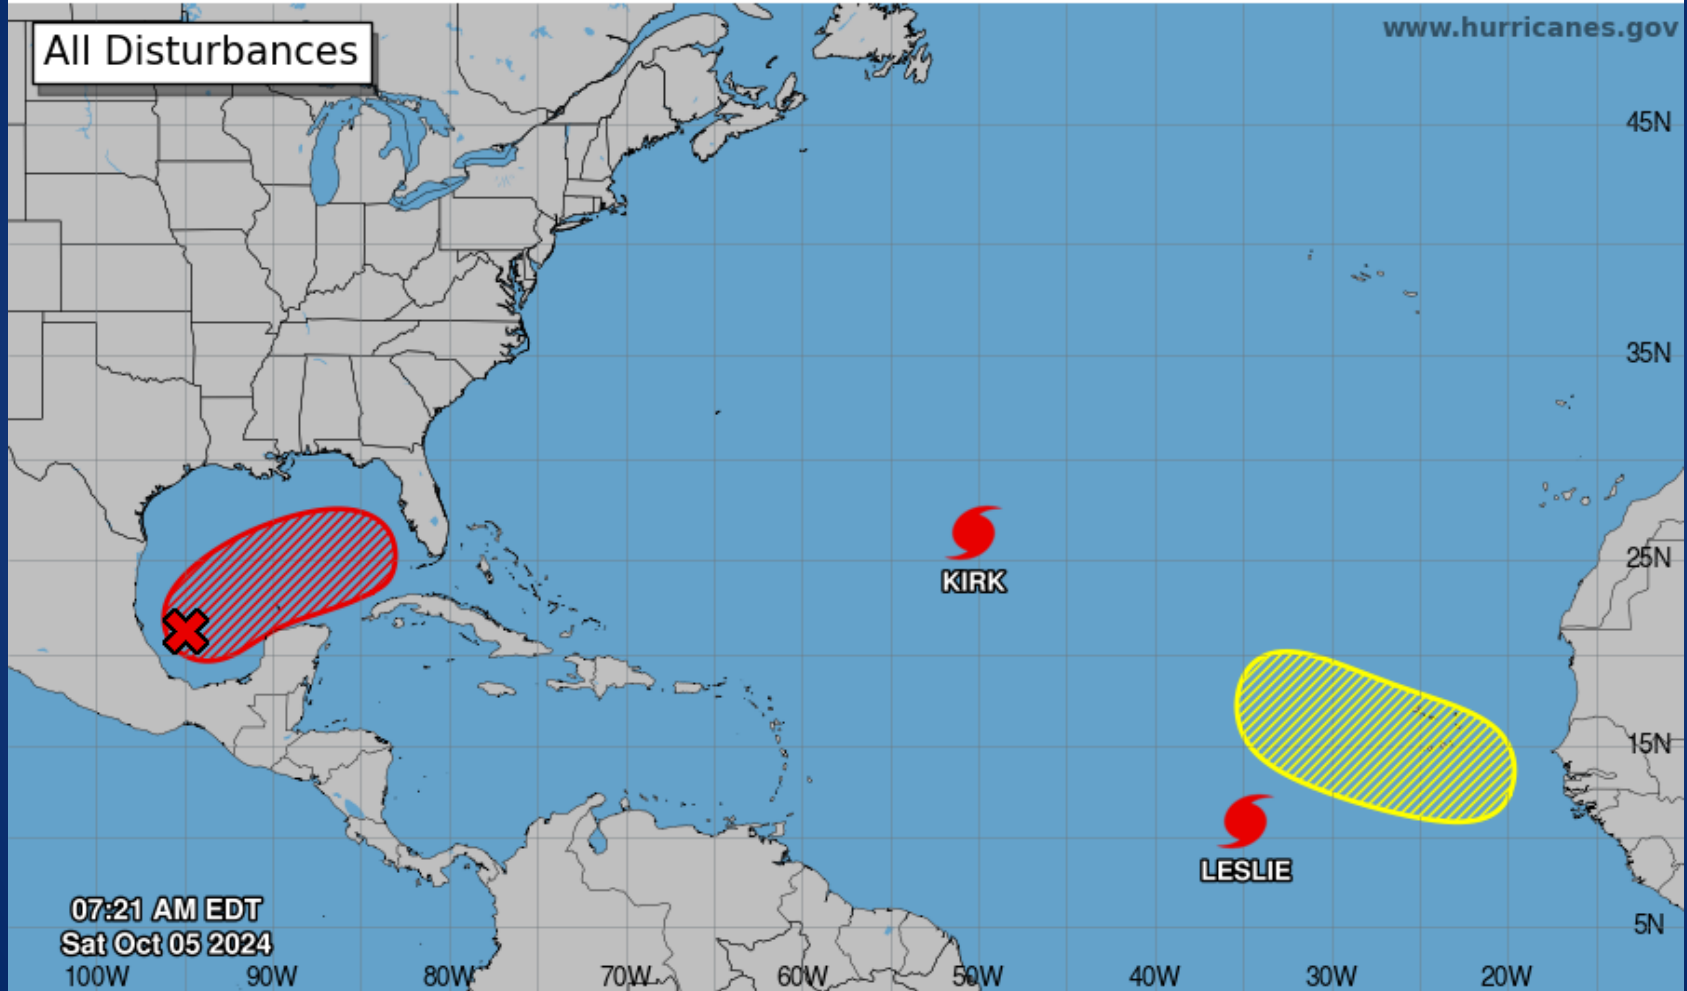 All Disturbances
www.hurricanes.gov
45N
35N
25N
KIRK
15N
LESLIE
07:21 AM EDT
Sat Oct 05 2024
5N
100W 90W 80W 70W 60W 50W 40W 30W 20W